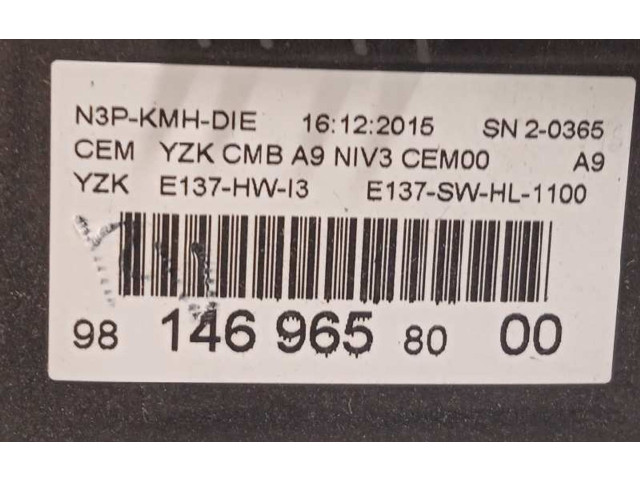 N3P-KMH-DIE 16:12:2015 SN 2-0365
CEM YZK CMB A9 NIV3 CEM00 A9
YZK E137-HW-I3 E137-SW-HL-1100
98 146 965 80 00